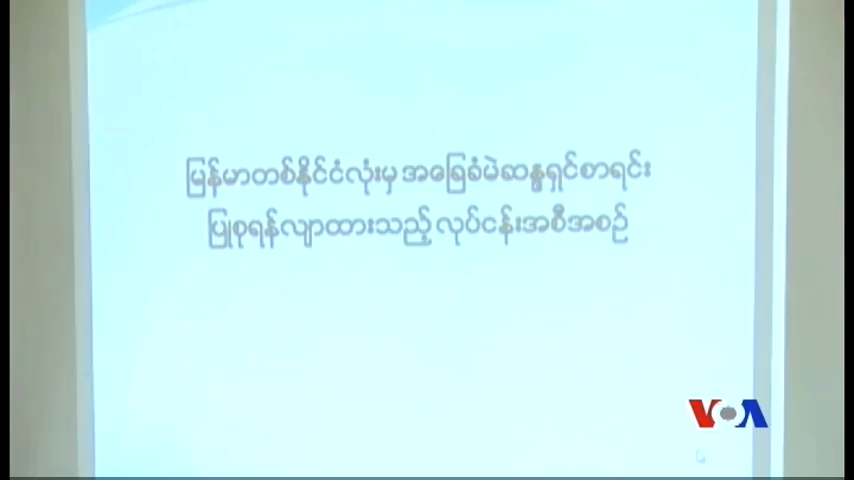 မြန်မာတစ်နိုင်ငံလုံးမှ အခြေခံမဲဆန္ဒရှင်စာရင်း
ပြုစုရန်လျာထားသည့် လုပ်ငန်းအစီအစဉ်
VOA